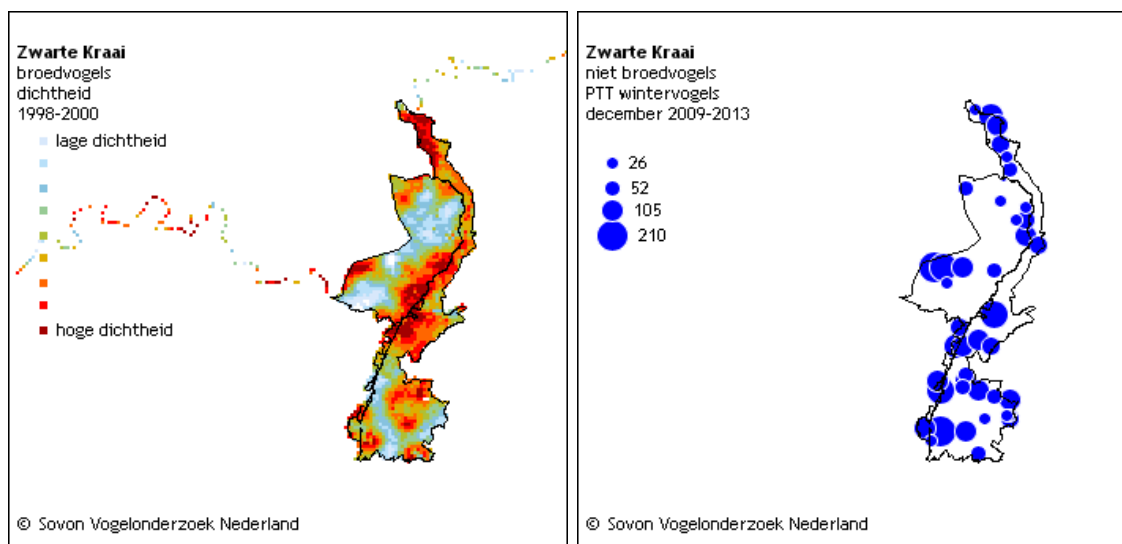 Zwarte Kraai
broedvogels
dichtheid
1998-2000
lage dichtheid
hoge dichtheid
© Sovon Vogelonderzoek Nederland
Zwarte Kraai
niet broedvogels
PTT wintervogels
december 2009-2013
26
52
105
210
© Sovon Vogelonderzoek Nederland